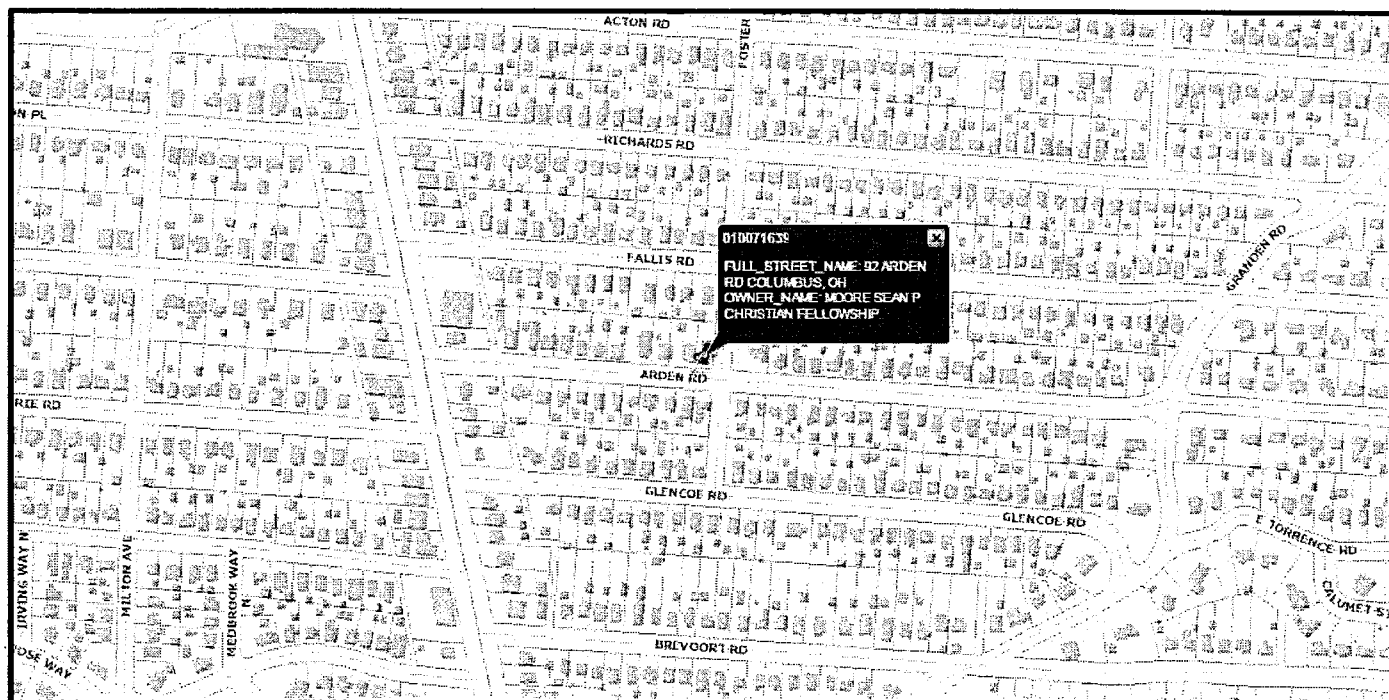 ACTON RD
FOSTER
N PL
RICHARDS RD
010071639
FULL_STREET_NAME: 92 ARDEN
RD COLUMBUS, OH
OWNER_NAME: MOORE SEAN P
CHRISTIAN FELLOWSHIP
FALLIS RD
GRANDEN RD
ARDEN RD
RIE RD
GLENCOE RD
GLENCOE RD
E TORRENCE RD
IRVING WAY N
MILTON AVE
MEDBROOK WAY
N
CALUMET ST
BREVOORT RD
OSE WAY